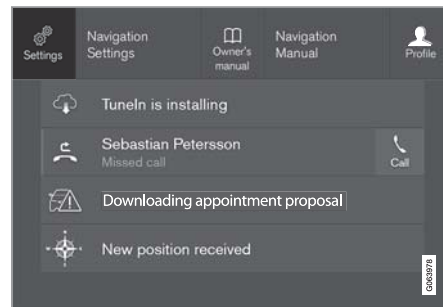 Navigation
Settings
Settings
Owner's
manual
Navigation
Manual
Profile
TuneIn is installing
Sebastian Petersson
Missed call
Call
Downloading appointment proposal
New position received
G063978